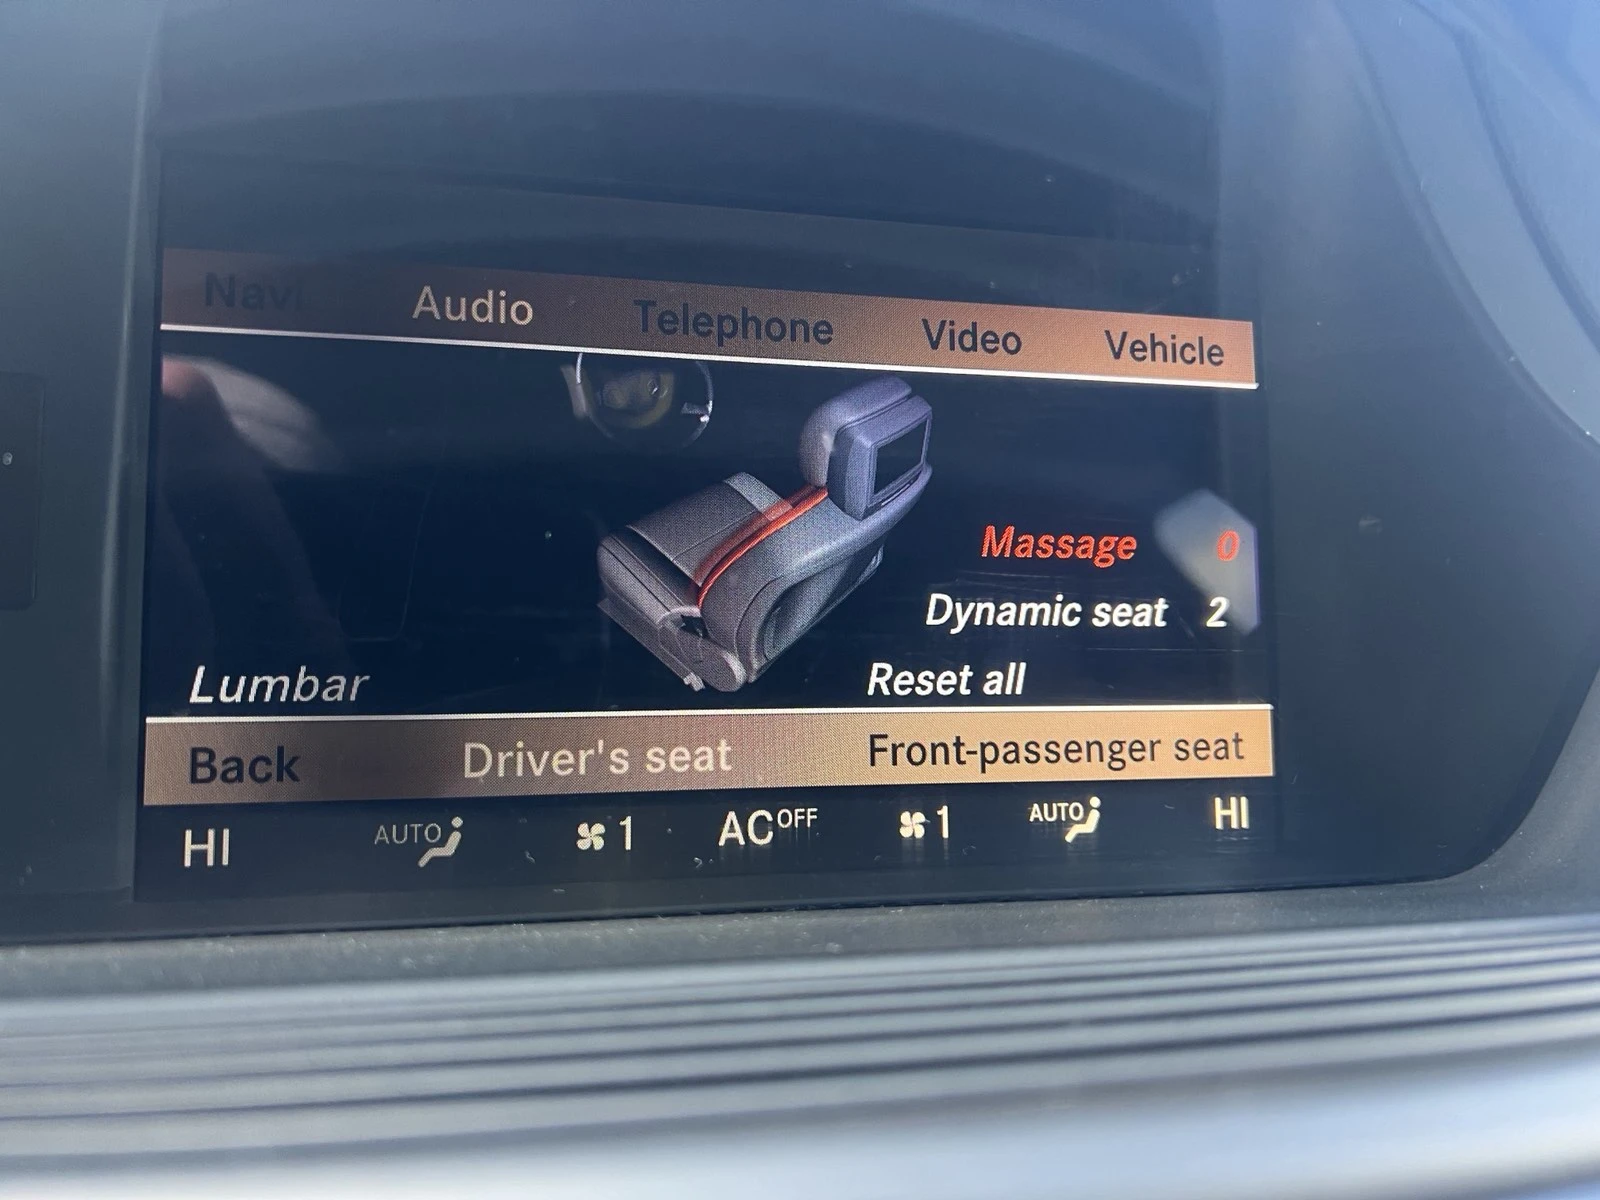 Navi Audio Telephone Video Vehicle
Massage 0
Dynamic seat 2
Lumbar Reset all
Back Driver's seat Front-passenger seat
HI AUTO 1 AC OFF 1 AUTO HI